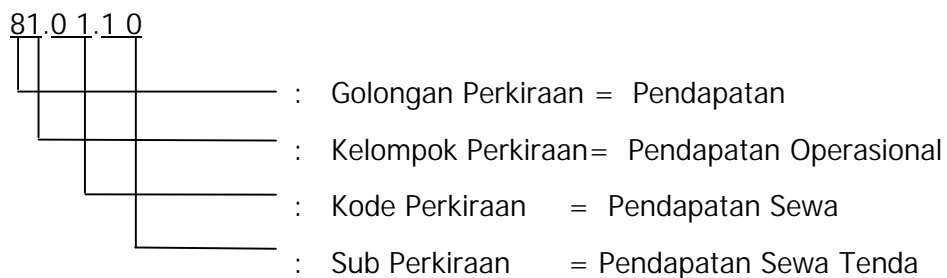 81.0 1.1 0
: Golongan Perkiraan = Pendapatan
: Kelompok Perkiraan= Pendapatan Operasional
: Kode Perkiraan = Pendapatan Sewa
: Sub Perkiraan = Pendapatan Sewa Tenda